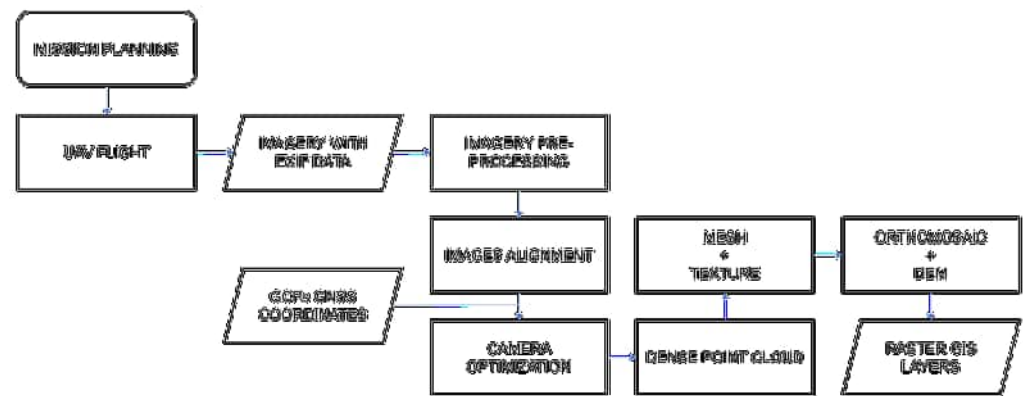 MISSION PLANNING
UAV FLIGHT
IMAGERY WITH
EXIF DATA
IMAGERY PRE-
PROCESSING
IMAGES ALIGNMENT
GCPs GNSS
COORDINATES
CAMERA
OPTIMIZATION
DENSE POINT CLOUD
MESH
+
TEXTURE
ORTHOMOSAIC
+
DEM
RASTER GIS
LAYERS